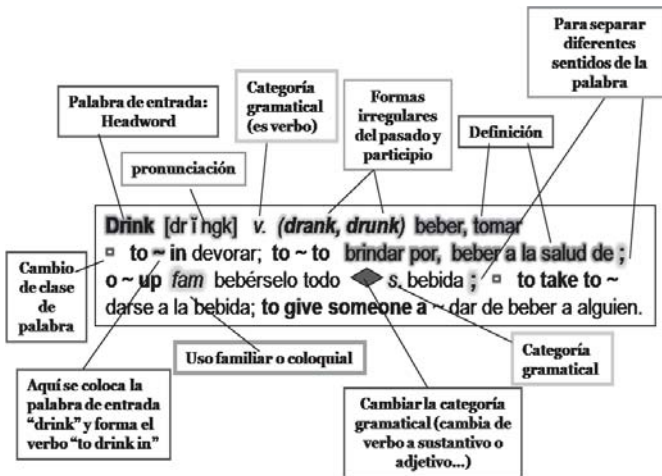 Para separar
diferentes
sentidos de la
palabra
Categoría
gramatical
(es verbo)
Formas
irregulares
del pasado y
participio
Palabra de entrada:
Headword
Definición
pronunciación
Drink [drĭngk] v. (drank, drunk) beber, tomar
▫ to ~ in devorar; to ~ to brindar por, beber a la salud de ;
o ~ up fam bebérselo todo ◆ s. bebida ; ▫ to take to ~
darse a la bebida; to give someone a ~ dar de beber a alguien.
Cambio
de clase
de
palabra
Uso familiar o coloquial
Categoría
gramatical
Aquí se coloca la
palabra de entrada
“drink” y forma el
verbo “to drink in”
Cambiar la categoría
gramatical (cambia de
verbo a sustantivo o
adjetivo...)